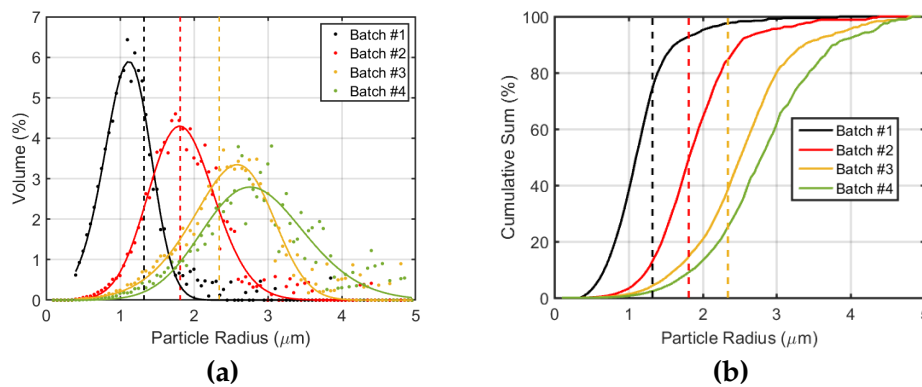 7
6
5
4
3
2
1
0
Volume (%)
0 1 2 3 4 5
Particle Radius (μm)
Batch #1
Batch #2
Batch #3
Batch #4
(a)
100
80
60
40
20
0
Cumulative Sum (%)
0 1 2 3 4 5
Particle Radius (μm)
Batch #1
Batch #2
Batch #3
Batch #4
(b)